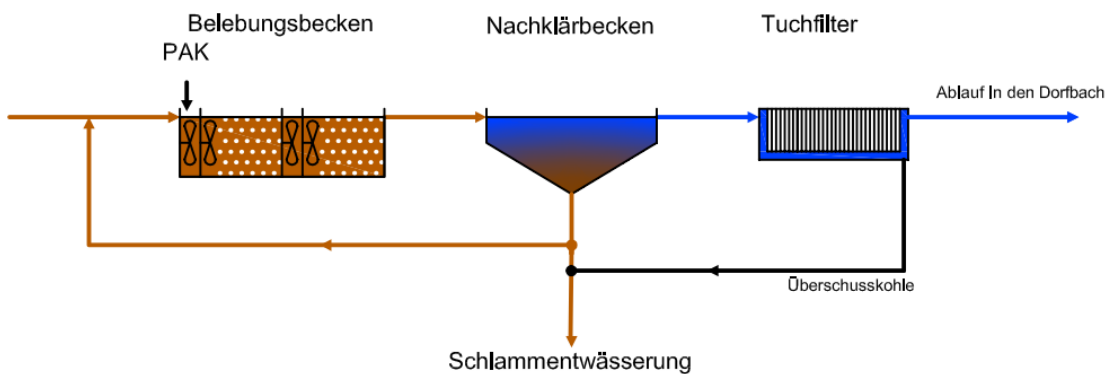 Belebungsbecken
Nachklärbecken
Tuchfilter
PAK
Ablauf In den Dorfbach
Überschusskohle
Schlammentwässerung